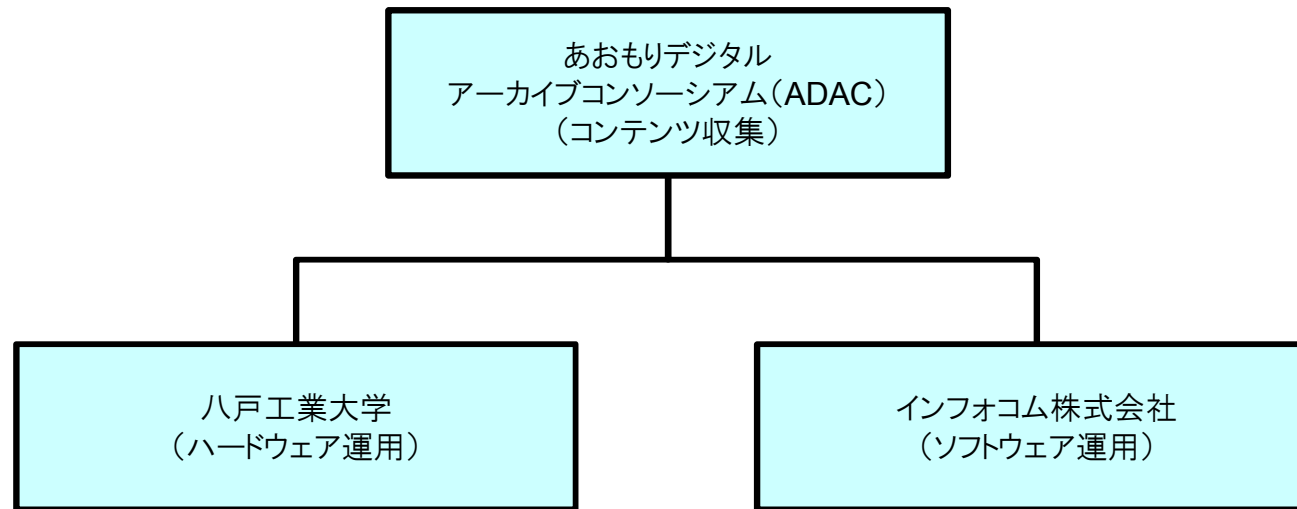 あおもりデジタル
アーカイブコンソーシアム（ADAC）
（コンテンツ収集）
八戸工業大学
（ハードウェア運用）
インフォコム株式会社
（ソフトウェア運用）